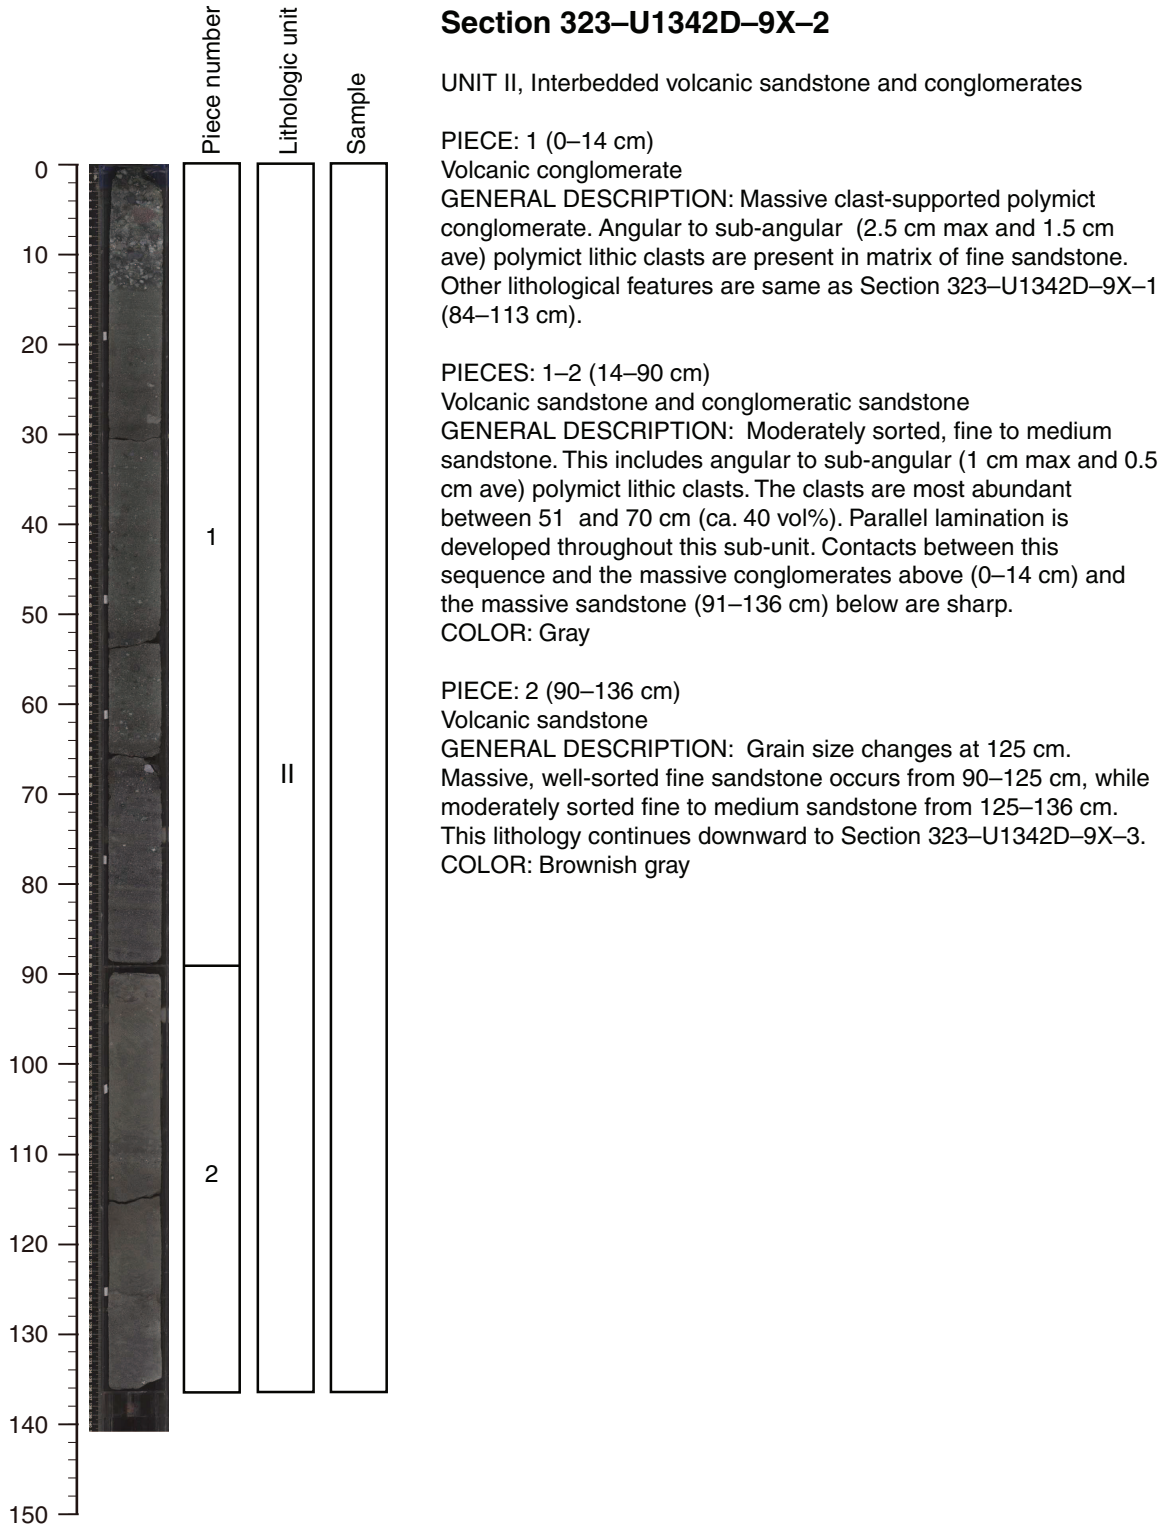 Piece number
Lithologic unit
Sample
0
10
20
30
40
50
60
70
80
90
100
110
120
130
140
150
1
2
II
Section 323–U1342D–9X–2
UNIT II, Interbedded volcanic sandstone and conglomerates
PIECE: 1 (0–14 cm)
Volcanic conglomerate
GENERAL DESCRIPTION: Massive clast-supported polymict
conglomerate. Angular to sub-angular (2.5 cm max and 1.5 cm
ave) polymict lithic clasts are present in matrix of fine sandstone.
Other lithological features are same as Section 323–U1342D–9X–1
(84–113 cm).
PIECES: 1–2 (14–90 cm)
Volcanic sandstone and conglomeratic sandstone
GENERAL DESCRIPTION: Moderately sorted, fine to medium
sandstone. This includes angular to sub-angular (1 cm max and 0.5
cm ave) polymict lithic clasts. The clasts are most abundant
between 51 and 70 cm (ca. 40 vol%). Parallel lamination is
developed throughout this sub-unit. Contacts between this
sequence and the massive conglomerates above (0–14 cm) and
the massive sandstone (91–136 cm) below are sharp.
COLOR: Gray
PIECE: 2 (90–136 cm)
Volcanic sandstone
GENERAL DESCRIPTION: Grain size changes at 125 cm.
Massive, well-sorted fine sandstone occurs from 90–125 cm, while
moderately sorted fine to medium sandstone from 125–136 cm.
This lithology continues downward to Section 323–U1342D–9X–3.
COLOR: Brownish gray